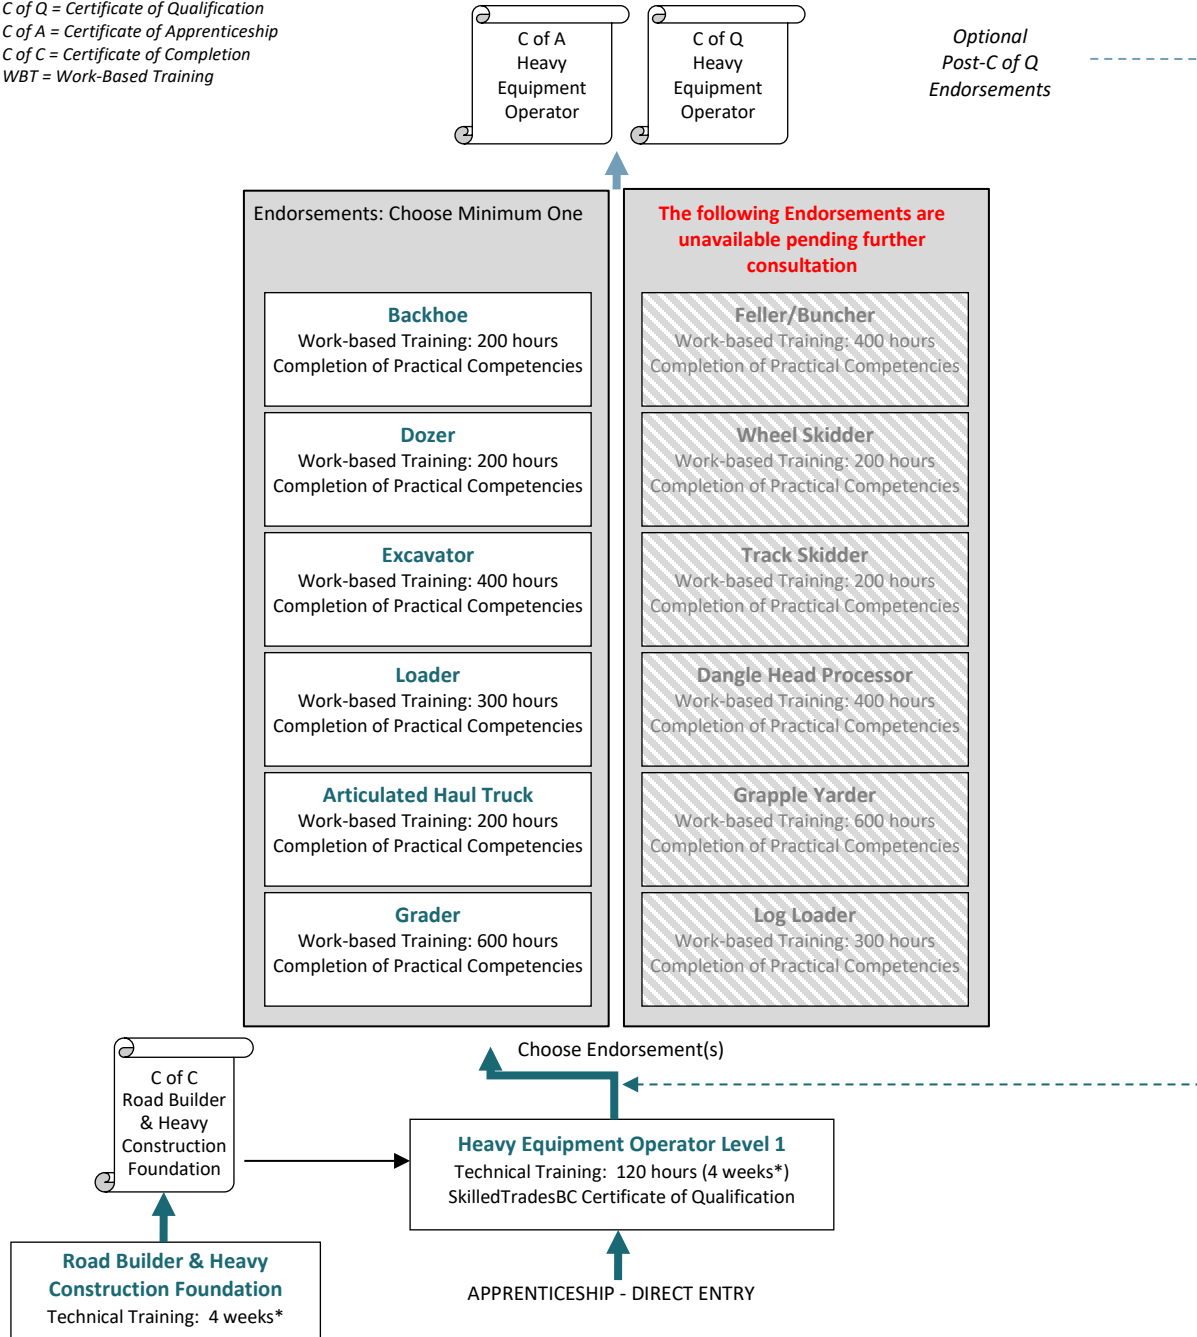 C of Q = Certificate of Qualification
C of A = Certificate of Apprenticeship
C of C = Certificate of Completion
WBT = Work-Based Training
C of A
Heavy
Equipment
Operator
C of Q
Heavy
Equipment
Operator
Optional
Post-C of Q
Endorsements
Endorsements: Choose Minimum One
Backhoe
Work-based Training: 200 hours
Completion of Practical Competencies
Dozer
Work-based Training: 200 hours
Completion of Practical Competencies
Excavator
Work-based Training: 400 hours
Completion of Practical Competencies
Loader
Work-based Training: 300 hours
Completion of Practical Competencies
Articulated Haul Truck
Work-based Training: 200 hours
Completion of Practical Competencies
Grader
Work-based Training: 600 hours
Completion of Practical Competencies
The following Endorsements are
unavailable pending further
consultation
Feller/Buncher
Work-based Training: 400 hours
Completion of Practical Competencies
Wheel Skidder
Work-based Training: 200 hours
Completion of Practical Competencies
Track Skidder
Work-based Training: 200 hours
Completion of Practical Competencies
Dangle Head Processor
Work-based Training: 400 hours
Completion of Practical Competencies
Grapple Yarder
Work-based Training: 600 hours
Completion of Practical Competencies
Log Loader
Work-based Training: 300 hours
Completion of Practical Competencies
Choose Endorsement(s)
C of C
Road Builder
& Heavy
Construction
Foundation
Heavy Equipment Operator Level 1
Technical Training:  120 hours (4 weeks*)
SkilledTradesBC Certificate of Qualification
Road Builder & Heavy
Construction Foundation
Technical Training:  4 weeks*
APPRENTICESHIP - DIRECT ENTRY